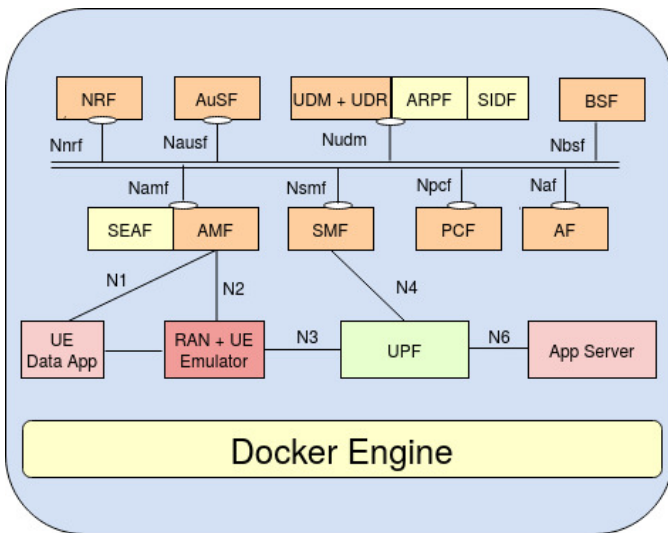 NRF
AuSF
UDM + UDR
ARPF
SIDF
BSF
Nnrf
Nausf
Nudm
Nbsf
Namf
Nsmf
Npcf
Naf
SEAF
AMF
SMF
PCF
AF
N1
N2
N4
UE
Data App
RAN + UE
Emulator
N3
UPF
N6
App Server
Docker Engine